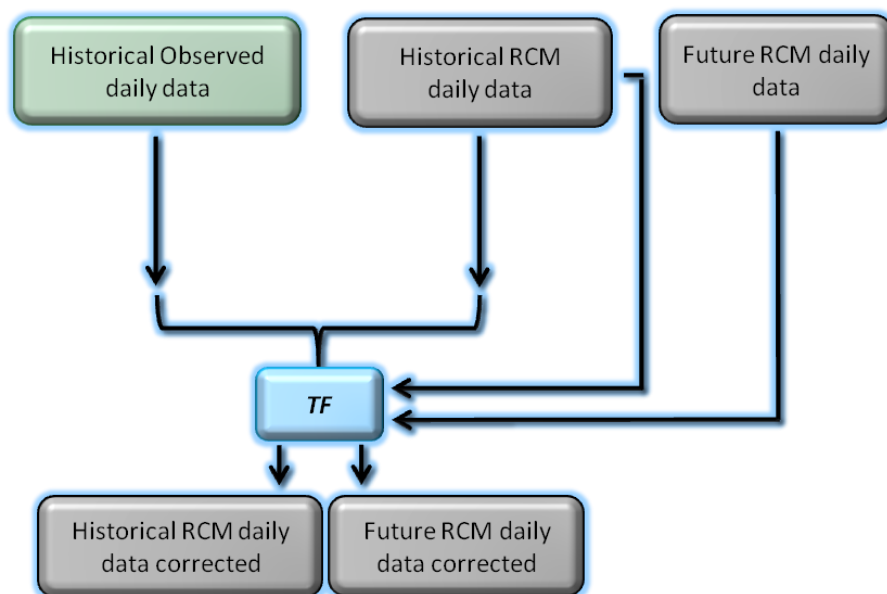 Historical Observed
daily data
Historical RCM
daily data
Future RCM daily
data
TF
Historical RCM daily
data corrected
Future RCM daily
data corrected